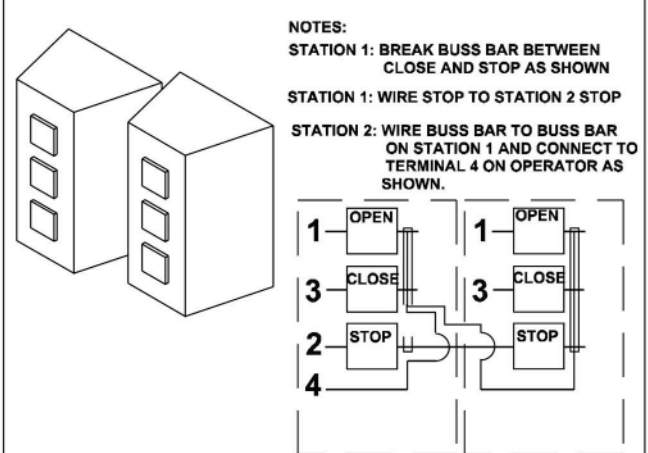 NOTES:
STATION 1: BREAK BUSS BAR BETWEEN
CLOSE AND STOP AS SHOWN
STATION 1: WIRE STOP TO STATION 2 STOP
STATION 2: WIRE BUSS BAR TO BUSS BAR
ON STATION 1 AND CONNECT TO
TERMINAL 4 ON OPERATOR AS
SHOWN.
1 OPEN 1 OPEN
3 CLOSE 3 CLOSE
2 STOP STOP
4